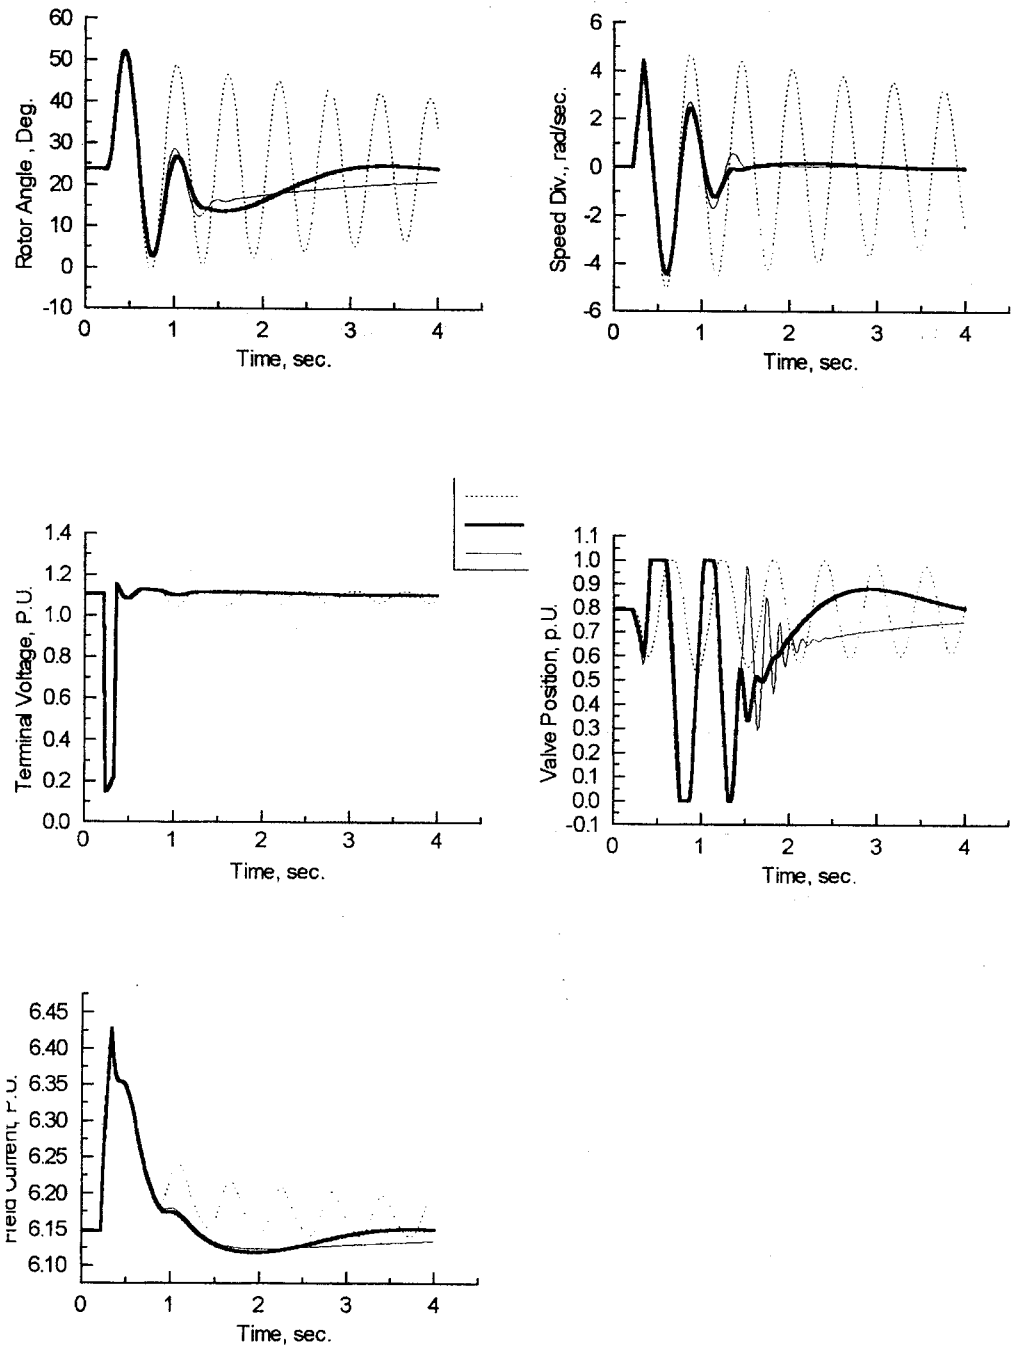 60
50
40
30
20
10
0
-10
Rotor Angle , Deg.
0 1 2 3 4
Time, sec.
6
4
2
0
-2
-4
-6
Speed Div., rad/sec.
0 1 2 3 4
Time, sec.
1.4
1.2
1.0
0.8
0.6
0.4
0.2
0.0
Terminal Voltage, P.U.
0 1 2 3 4
Time, sec.
1.1
1.0
0.9
0.8
0.7
0.6
0.5
0.4
0.3
0.2
0.1
0.0
-0.1
Valve Position, p.U.
0 1 2 3 4
Time, sec.
6.45
6.40
6.35
6.30
6.25
6.20
6.15
6.10
Field Current, P.U.
0 1 2 3 4
Time, sec.